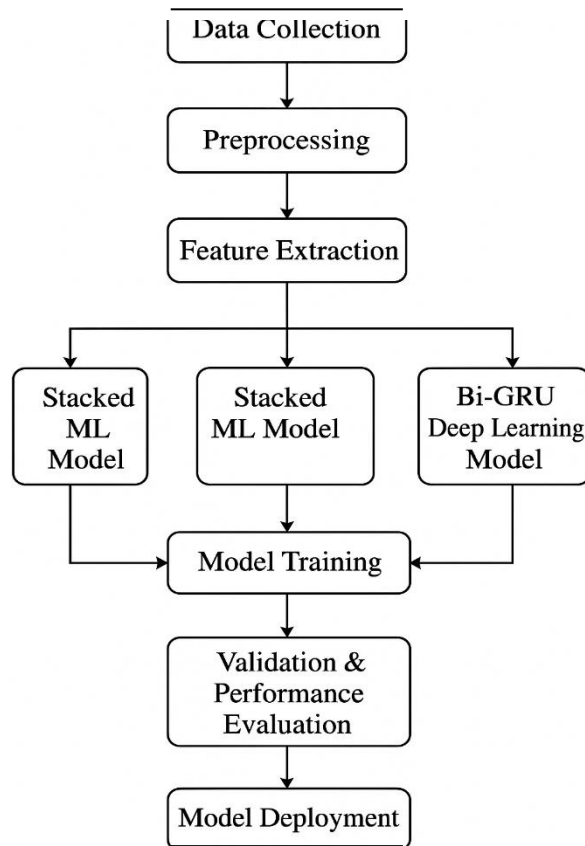 Data Collection
Preprocessing
Feature Extraction
Stacked
ML
Model
Stacked
ML Model
Bi-GRU
Deep Learning
Model
Model Training
Validation &
Performance
Evaluation
Model Deployment